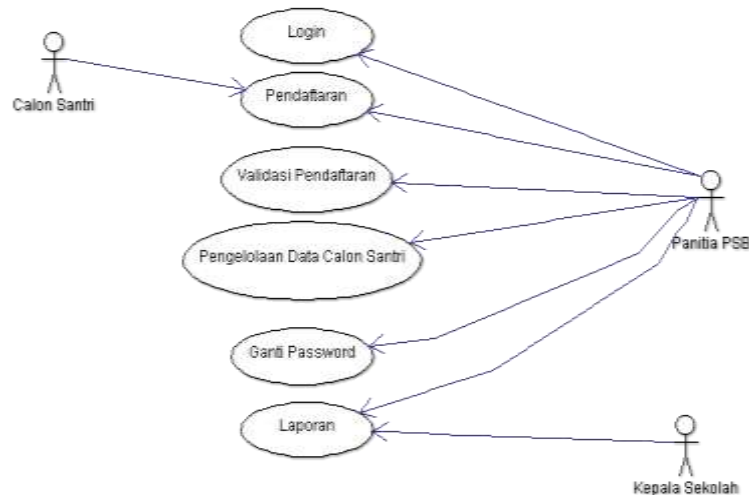 Login
Calon Santri
Pendaftaran
Validasi Pendaftaran
Panitia PSB
Pengelolaan Data Calon Santri
Ganti Password
Laporan
Kepala Sekolah